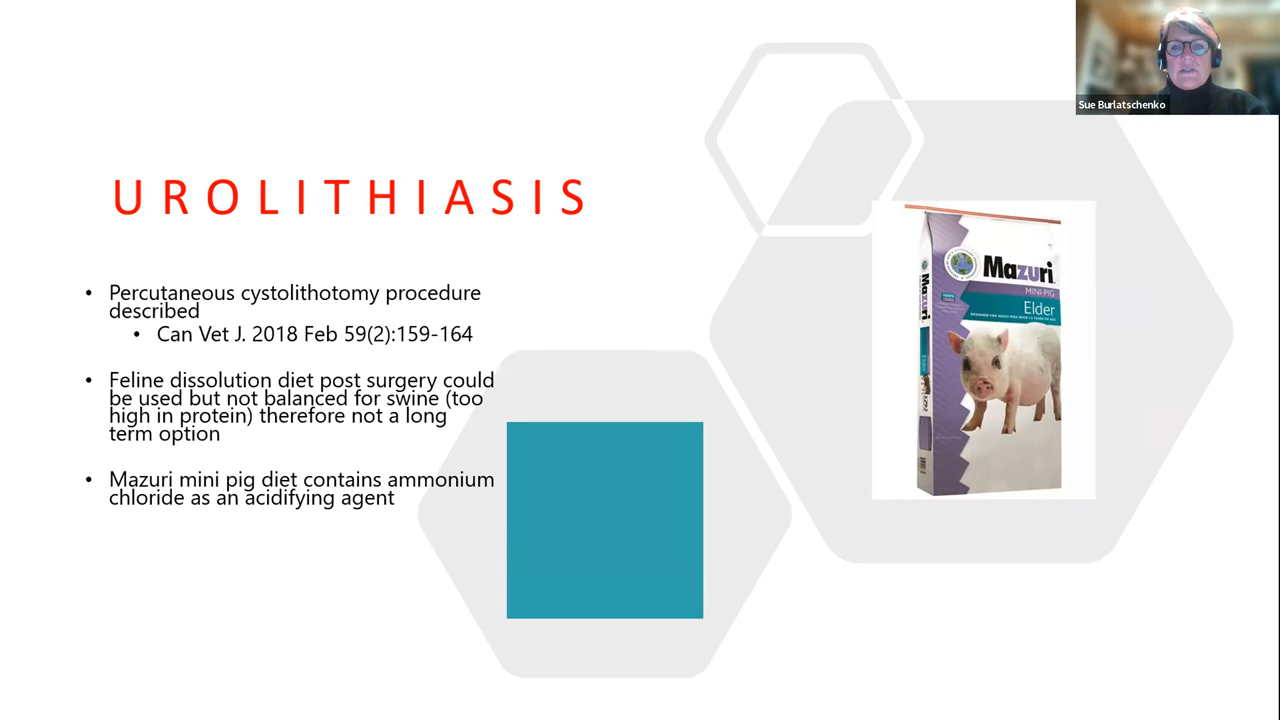 Sue Burlatschenko
UROLITHIASIS
• Percutaneous cystolithotomy procedure
described
• Can Vet J. 2018 Feb 59(2):159-164
• Feline dissolution diet post surgery could
be used but not balanced for swine (too
high in protein) therefore not a long
term option
• Mazuri mini pig diet contains ammonium
chloride as an acidifying agent
Mazuri
MINI-PIG
Elder
Mazuri